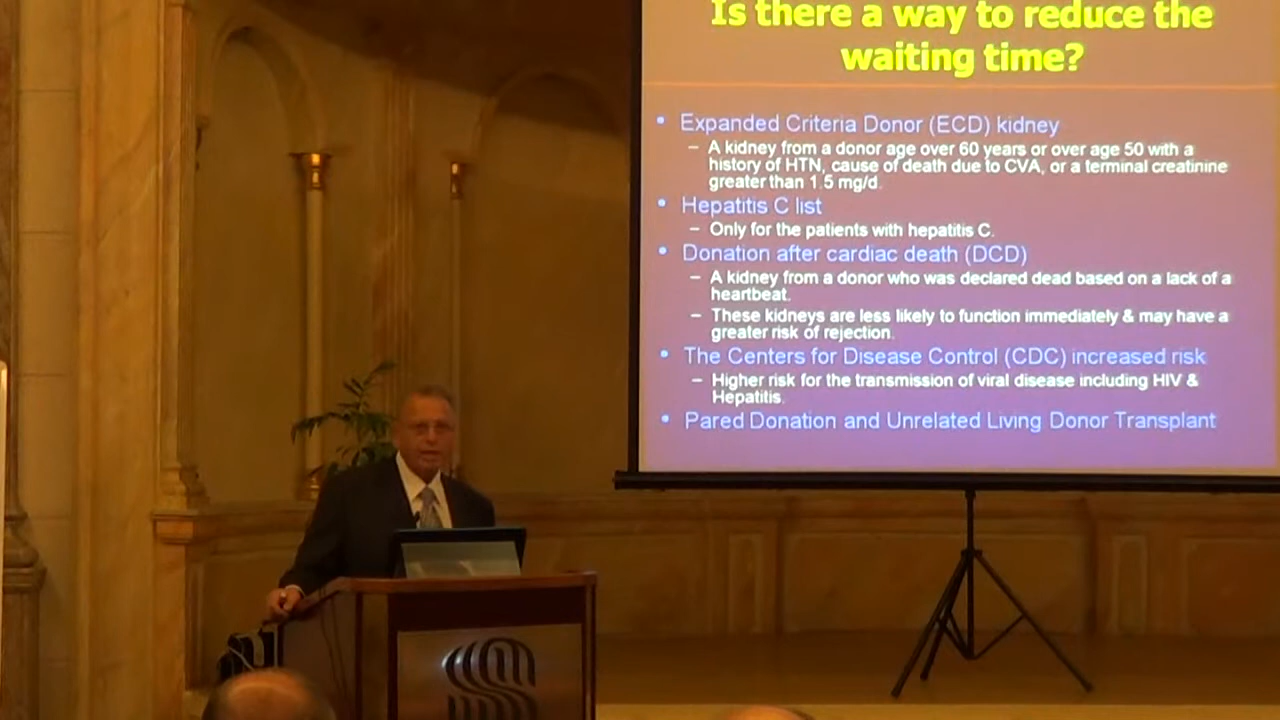 Is there a way to reduce the
waiting time?
• Expanded Criteria Donor (ECD) kidney
– A kidney from a donor age over 60 years or over age 50 with a
history of HTN, cause of death due to CVA, or a terminal creatinine
greater than 1.5 mg/d.
• Hepatitis C list
– Only for the patients with hepatitis C.
• Donation after cardiac death (DCD)
– A kidney from a donor who was declared dead based on a lack of a
heartbeat.
– These kidneys are less likely to function immediately & may have a
greater risk of rejection.
• The Centers for Disease Control (CDC) increased risk
– Higher risk for the transmission of viral disease including HIV &
Hepatitis.
• Pared Donation and Unrelated Living Donor Transplant